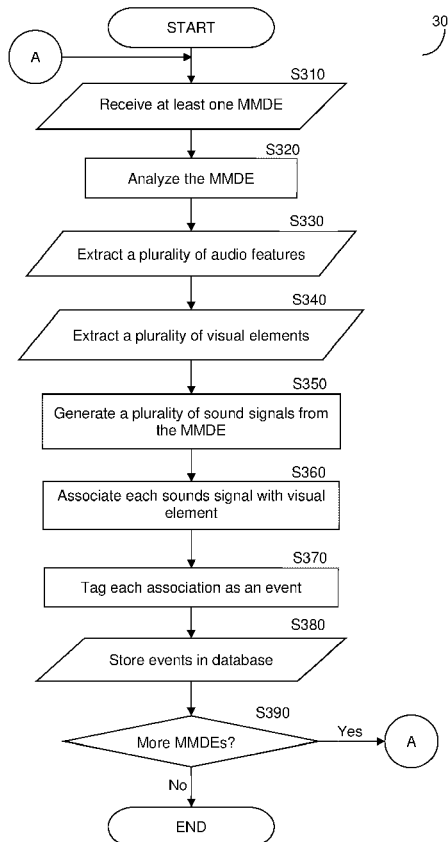 START
30
A
S310
Receive at least one MMDE
S320
Analyze the MMDE
S330
Extract a plurality of audio features
S340
Extract a plurality of visual elements
S350
Generate a plurality of sound signals from
the MMDE
S360
Associate each sounds signal with visual
element
S370
Tag each association as an event
S380
Store events in database
S390
More MMDEs?
Yes
A
No
END